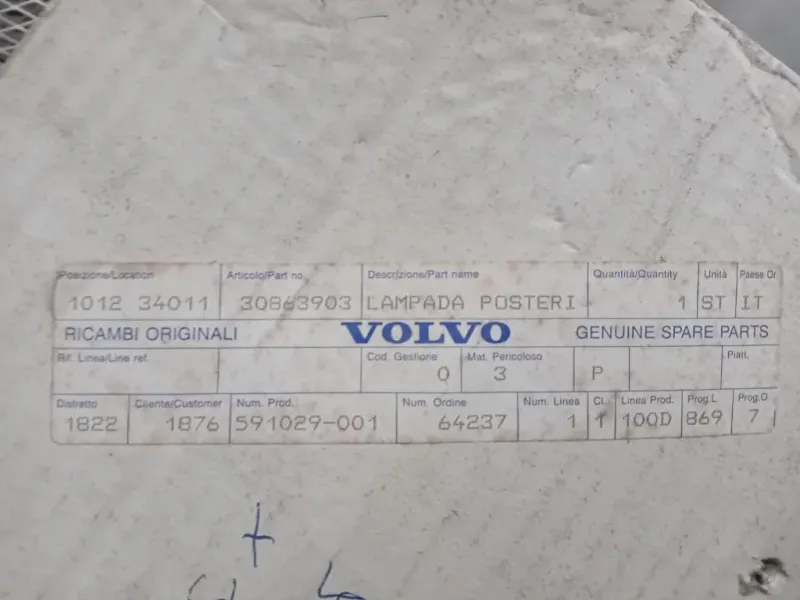 Posizione/Location Articolo/Part no. Descrizione/Part name Quantità/Quantity Unità Paese Or
1012 34011 30863903 LAMPADA POSTERI 1 ST IT
RICAMBI ORIGINALI VOLVO GENUINE SPARE PARTS
Rif. Linea/Line ref. Cod. Gestione Mat. Pericoloso Piatt.
0 3 P
Distretto Cliente/Customer Num. Prod. Num. Ordine Num. Linea Cl. Linea Prod. Prog.L Prog.O
1822 1876 591029-001 64237 1 1 100D 869 7